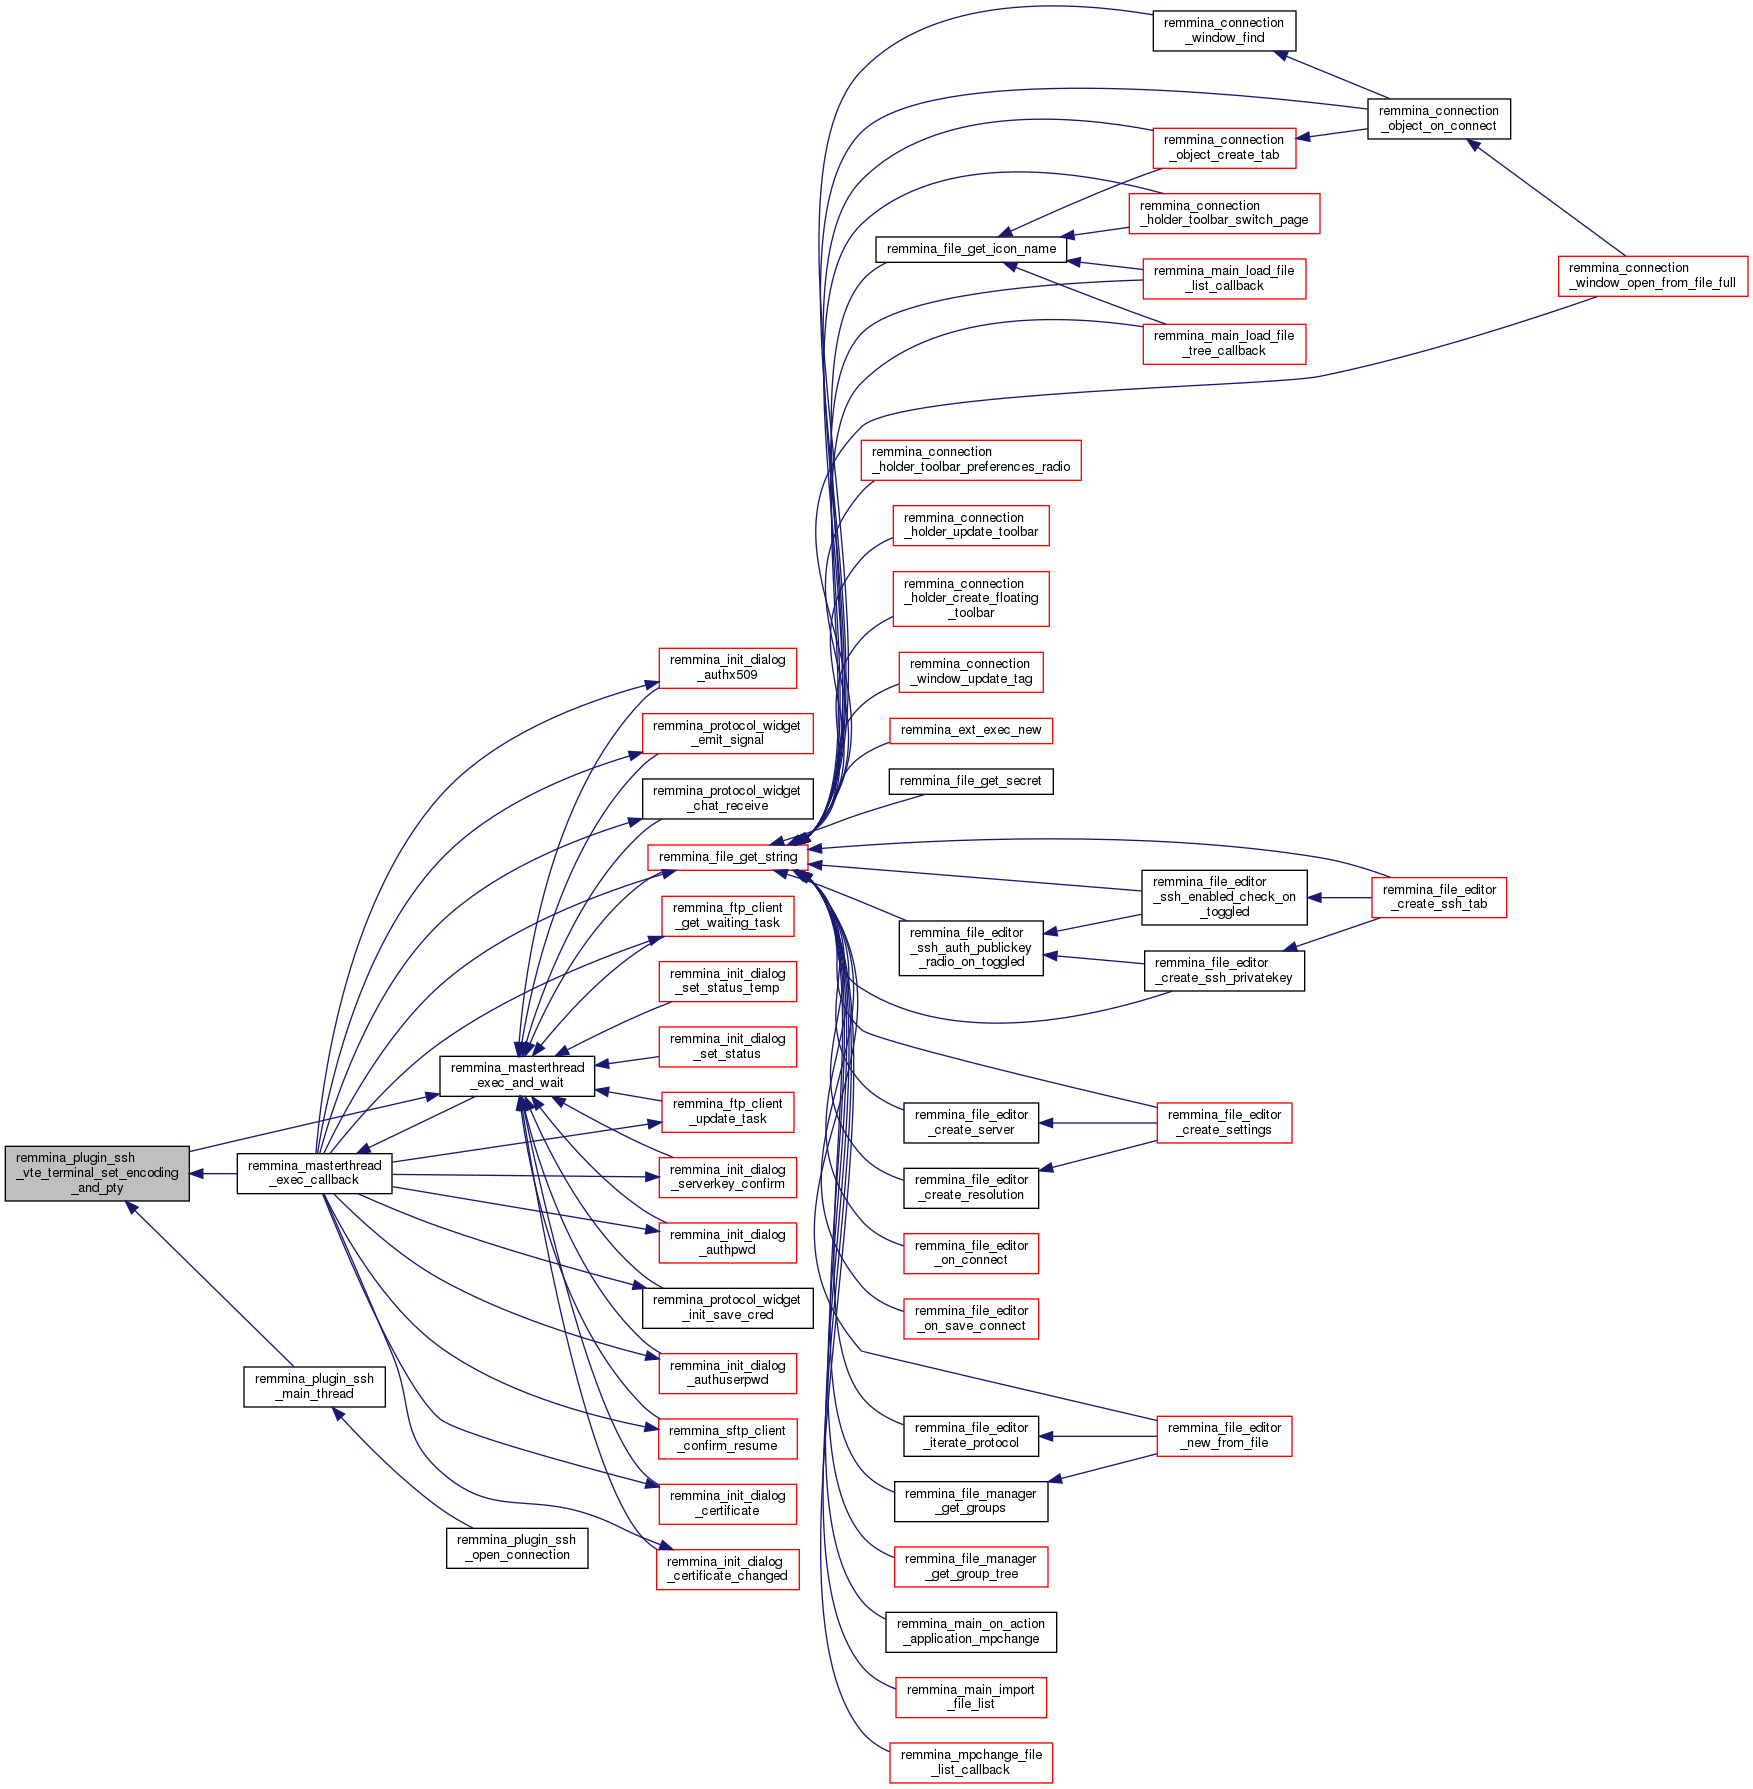 remmina_connection
_window_find
remmina_connection
_object_on_connect
remmina_connection
_object_create_tab
remmina_connection
_holder_toolbar_switch_page
remmina_file_get_icon_name
remmina_main_load_file
_list_callback
remmina_connection
_window_open_from_file_full
remmina_main_load_file
_tree_callback
remmina_connection
_holder_toolbar_preferences_radio
remmina_connection
_holder_update_toolbar
remmina_connection
_holder_create_floating
_toolbar
remmina_init_dialog
_authx509
remmina_connection
_window_update_tag
remmina_protocol_widget
_emit_signal
remmina_ext_exec_new
remmina_protocol_widget
_chat_receive
remmina_file_get_secret
remmina_file_get_string
remmina_file_editor
_ssh_enabled_check_on
_toggled
remmina_file_editor
_create_ssh_tab
remmina_ftp_client
_get_waiting_task
remmina_file_editor
_ssh_auth_publickey
_radio_on_toggled
remmina_file_editor
_create_ssh_privatekey
remmina_init_dialog
_set_status_temp
remmina_init_dialog
_set_status
remmina_masterthread
_exec_and_wait
remmina_ftp_client
_update_task
remmina_file_editor
_create_server
remmina_file_editor
_create_settings
remmina_plugin_ssh
_vte_terminal_set_encoding
_and_pty
remmina_masterthread
_exec_callback
remmina_init_dialog
_serverkey_confirm
remmina_file_editor
_create_resolution
remmina_init_dialog
_authpwd
remmina_file_editor
_on_connect
remmina_protocol_widget
_init_save_cred
remmina_file_editor
_on_save_connect
remmina_plugin_ssh
_main_thread
remmina_init_dialog
_authuserpwd
remmina_sftp_client
_confirm_resume
remmina_file_editor
_iterate_protocol
remmina_file_editor
_new_from_file
remmina_init_dialog
_certificate
remmina_file_manager
_get_groups
remmina_plugin_ssh
_open_connection
remmina_init_dialog
_certificate_changed
remmina_file_manager
_get_group_tree
remmina_main_on_action
_application_mpchange
remmina_main_import
_file_list
remmina_mpchange_file
_list_callback